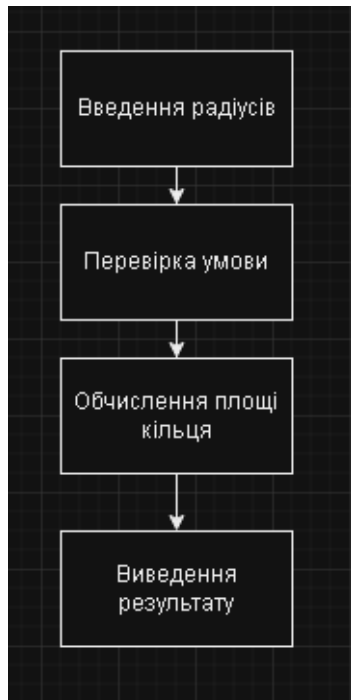 Введення радіусів
Перевірка умови
Обчислення площі
кільця
Виведення
результату